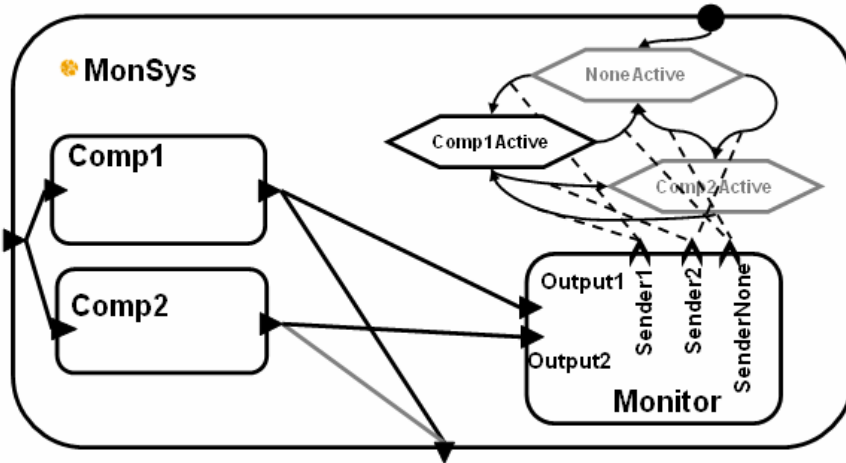 MonSys
NoneActive
Comp1Active
Comp2Active
Comp1
Comp2
Output1
Output2
Sender1
Sender2
SenderNone
Monitor